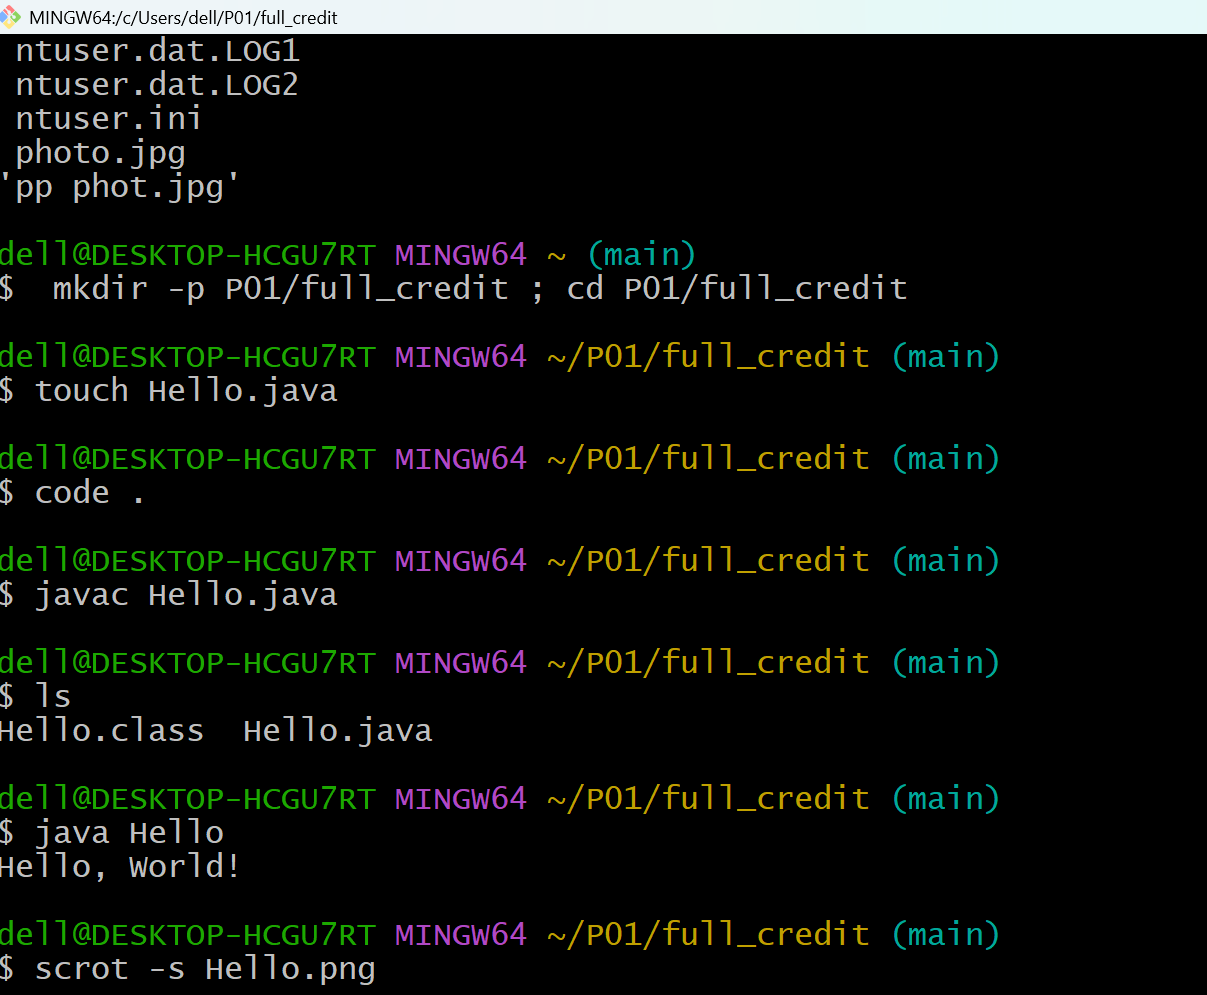 MINGW64:/c/Users/dell/P01/full_credit
ntuser.dat.LOG1
ntuser.dat.LOG2
ntuser.ini
photo.jpg
'pp phot.jpg'
dell@DESKTOP-HCGU7RT MINGW64 ~ (main)
$  mkdir -p P01/full_credit ; cd P01/full_credit
dell@DESKTOP-HCGU7RT MINGW64 ~/P01/full_credit (main)
$ touch Hello.java
dell@DESKTOP-HCGU7RT MINGW64 ~/P01/full_credit (main)
$ code .
dell@DESKTOP-HCGU7RT MINGW64 ~/P01/full_credit (main)
$ javac Hello.java
dell@DESKTOP-HCGU7RT MINGW64 ~/P01/full_credit (main)
$ ls
Hello.class  Hello.java
dell@DESKTOP-HCGU7RT MINGW64 ~/P01/full_credit (main)
$ java Hello
Hello, World!
dell@DESKTOP-HCGU7RT MINGW64 ~/P01/full_credit (main)
$ scrot -s Hello.png